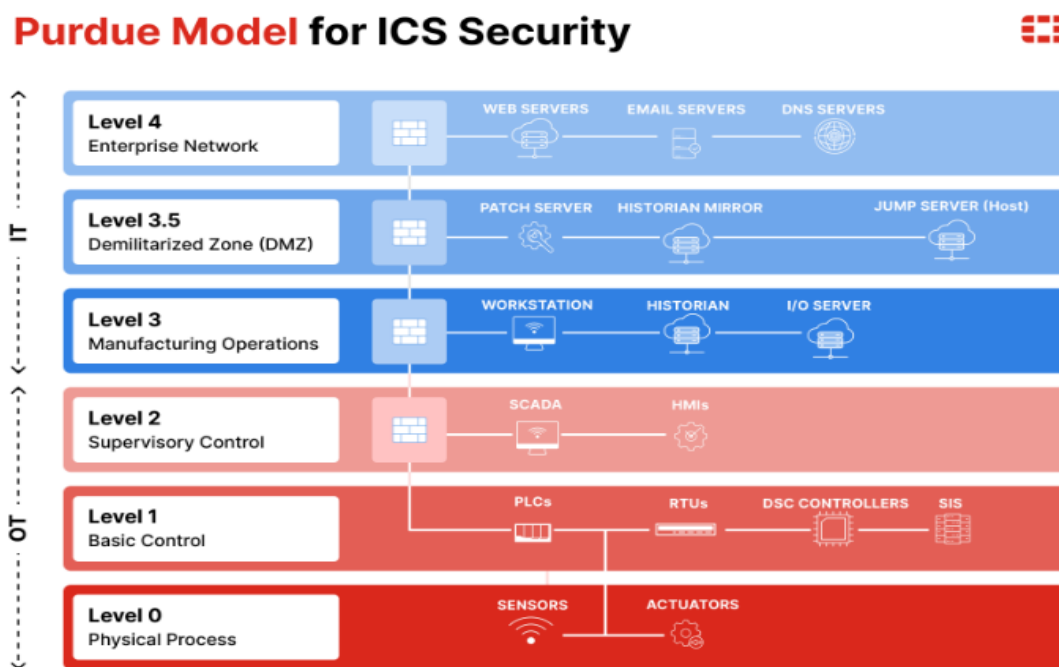 Purdue Model for ICS Security
IT
Level 4
Enterprise Network
WEB SERVERS
EMAIL SERVERS
DNS SERVERS
Level 3.5
Demilitarized Zone (DMZ)
PATCH SERVER
HISTORIAN MIRROR
JUMP SERVER (Host)
Level 3
Manufacturing Operations
WORKSTATION
HISTORIAN
I/O SERVER
OT
Level 2
Supervisory Control
SCADA
HMIs
Level 1
Basic Control
PLCs
RTUs
DSC CONTROLLERS
SIS
Level 0
Physical Process
SENSORS
ACTUATORS